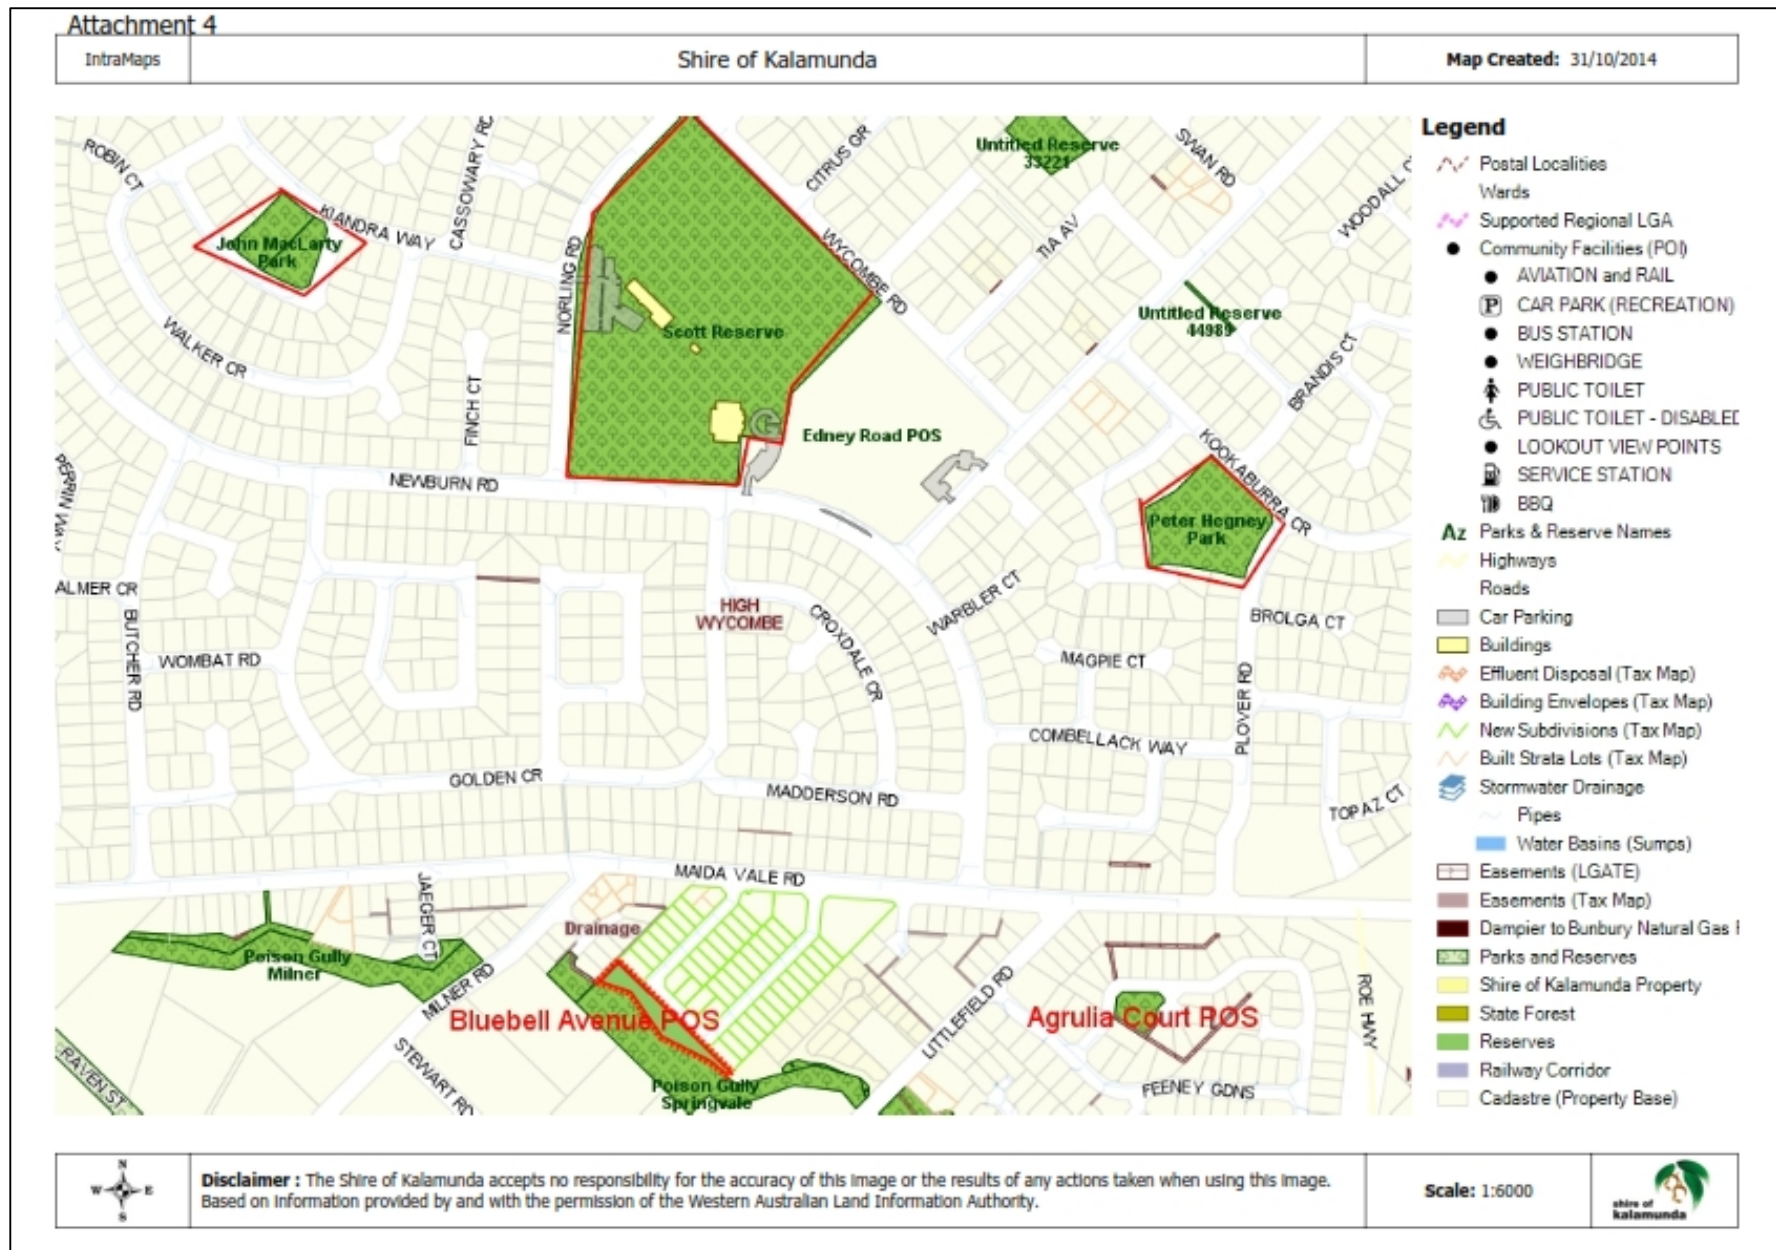 Attachment 4
IntraMaps
Shire of Kalamunda
Map Created: 31/10/2014
ROBIN CT
KIANDRA WAY
CASSOWARY RD
John MacLarty
Park
WALKER CR
FINCH CT
NORLING RD
CITRUS GR
WYCOMBE RD
Untitled Reserve
33221
SWAN RD
WOODALL
TIA AV
Untitled Reserve
44989
BRANDIS CT
Scott Reserve
Edney Road POS
KOOKABURRA CR
Peter Hegney
Park
NEWBURN RD
ALMER CR
BUTCHER RD
WOMBAT RD
HIGH
WYCOMBE
CROXDALE CR
WARBLER CT
MAGPIE CT
BROLGA CT
PLOVER RD
COMBELLACK WAY
TOPAZ CT
GOLDEN CR
MADDERSON RD
MAIDA VALE RD
JAEGER CT
Drainage
Poison Gully
Milner
MILNER RD
Bluebell Avenue POS
STEWART RD
RAVEN ST
Poison Gully
Springvale
LITTLEFIELD RD
Agrulia Court POS
FEENEY GDNS
ROE HWY
Legend
Postal Localities
Wards
Supported Regional LGA
Community Facilities (POI)
AVIATION and RAIL
P CAR PARK (RECREATION)
BUS STATION
WEIGHBRIDGE
PUBLIC TOILET
PUBLIC TOILET - DISABLED
LOOKOUT VIEW POINTS
SERVICE STATION
BBQ
Az Parks & Reserve Names
Highways
Roads
Car Parking
Buildings
Effluent Disposal (Tax Map)
Building Envelopes (Tax Map)
New Subdivisions (Tax Map)
Built Strata Lots (Tax Map)
Stormwater Drainage
Pipes
Water Basins (Sumps)
Easements (LGATE)
Easements (Tax Map)
Dampier to Bunbury Natural Gas
Parks and Reserves
Shire of Kalamunda Property
State Forest
Reserves
Railway Corridor
Cadastre (Property Base)
N
W E
S
Disclaimer : The Shire of Kalamunda accepts no responsibility for the accuracy of this image or the results of any actions taken when using this image.
Based on information provided by and with the permission of the Western Australian Land Information Authority.
Scale: 1:6000
shire of
kalamunda